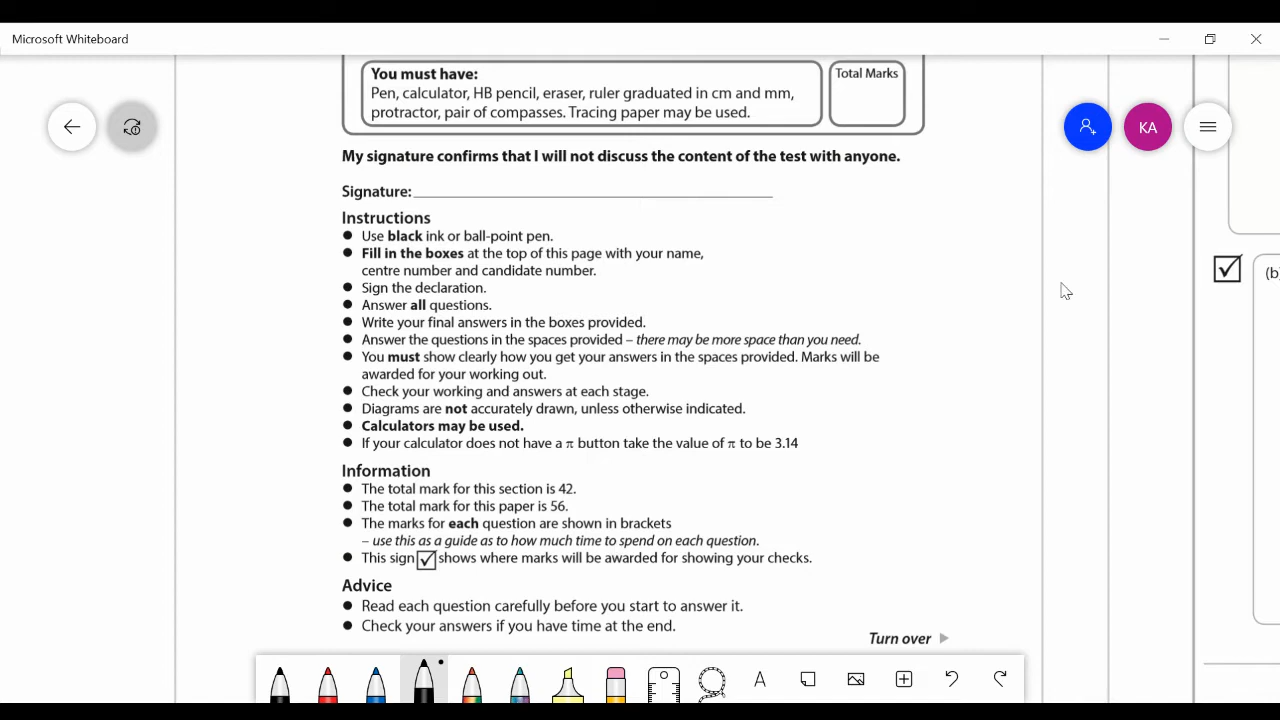 Microsoft Whiteboard
You must have:
Total Marks
Pen, calculator, HB pencil, eraser, ruler graduated in cm and mm,
protractor, pair of compasses. Tracing paper may be used.
KA
My signature confirms that I will not discuss the content of the test with anyone.
Signature:
Instructions
● Use black ink or ball-point pen.
● Fill in the boxes at the top of this page with your name,
centre number and candidate number.
● Sign the declaration.
● Answer all questions.
● Write your final answers in the boxes provided.
● Answer the questions in the spaces provided – there may be more space than you need.
● You must show clearly how you get your answers in the spaces provided. Marks will be
awarded for your working out.
● Check your working and answers at each stage.
● Diagrams are not accurately drawn, unless otherwise indicated.
● Calculators may be used.
● If your calculator does not have a π button take the value of π to be 3.14
Information
● The total mark for this section is 42.
● The total mark for this paper is 56.
● The marks for each question are shown in brackets
– use this as a guide as to how much time to spend on each question.
● This sign ☑ shows where marks will be awarded for showing your checks.
Advice
● Read each question carefully before you start to answer it.
● Check your answers if you have time at the end.
Turn over
(b
A